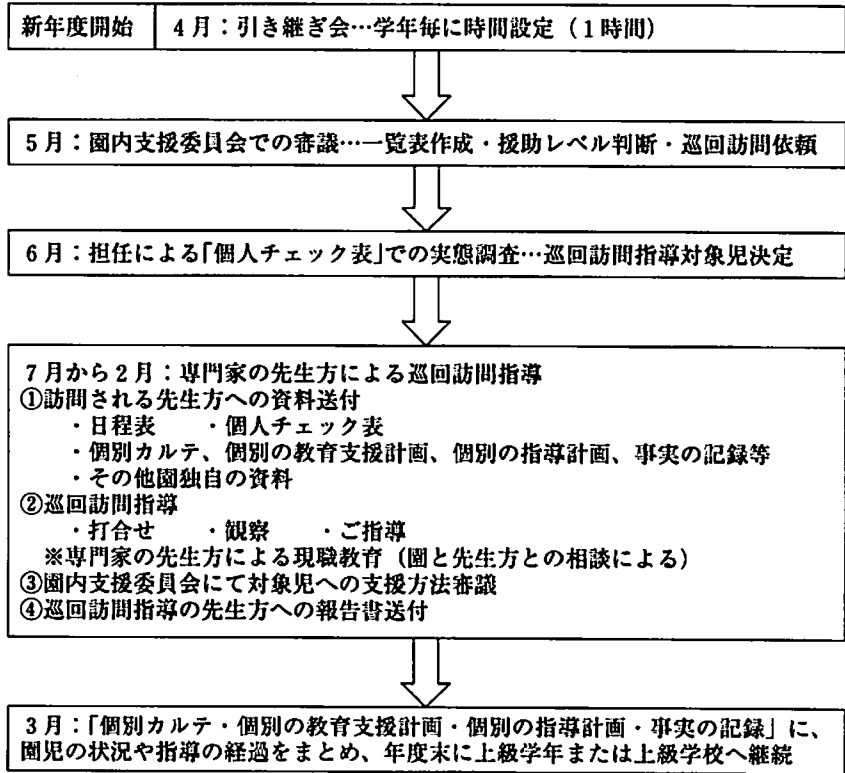 新年度開始 4月：引き継ぎ会…学年毎に時間設定（1時間）
5月：園内支援委員会での審議…一覧表作成・援助レベル判断・巡回訪問依頼
6月：担任による「個人チェック表」での実態調査…巡回訪問指導対象児決定
7月から2月：専門家の先生方による巡回訪問指導
①訪問される先生方への資料送付
・日程表 ・個人チェック表
・個別カルテ、個別の教育支援計画、個別の指導計画、事実の記録等
・その他園独自の資料
②巡回訪問指導
・打合せ ・観察 ・ご指導
※専門家の先生方による現職教育（園と先生方との相談による）
③園内支援委員会にて対象児への支援方法審議
④巡回訪問指導の先生方への報告書送付
3月：「個別カルテ・個別の教育支援計画・個別の指導計画・事実の記録」に、
園児の状況や指導の経過をまとめ、年度末に上級学年または上級学校へ継続